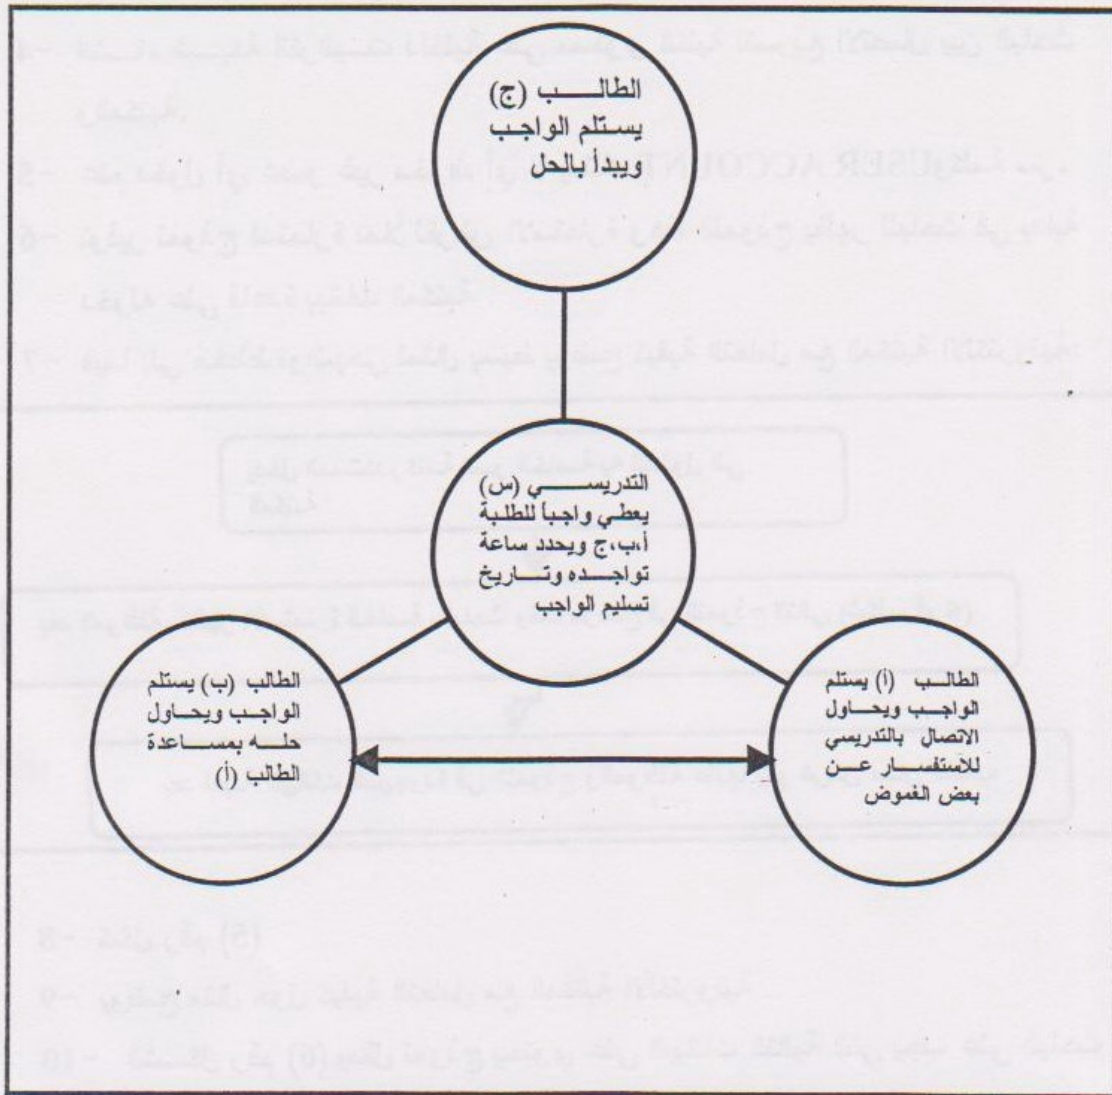 الطالب (ج)
يستلم الواجب
ويبدأ بالحل
التدريسي (س)
يعطي واجباً للطلبة
أ،ب،ج ويحدد ساعة
تواجده وتاريخ
تسليم الواجب
الطالب (أ) يستلم
الواجب ويحاول
الاتصال بالتدريسي
للاستفسار عن
بعض الغموض
الطالب (ب) يستلم
الواجب ويحاول
حله بمساعدة
الطالب (أ)